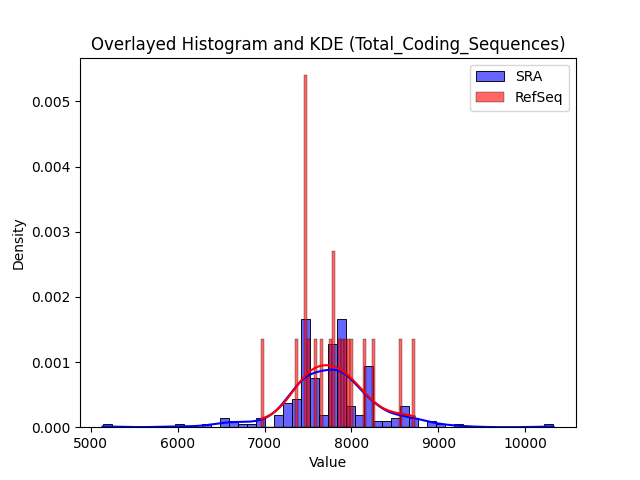 Overlayed Histogram and KDE (Total_Coding_Sequences)
SRA
RefSeq
0.005
0.004
0.003
0.002
0.001
0.000
Density
5000 6000 7000 8000 9000 10000
Value